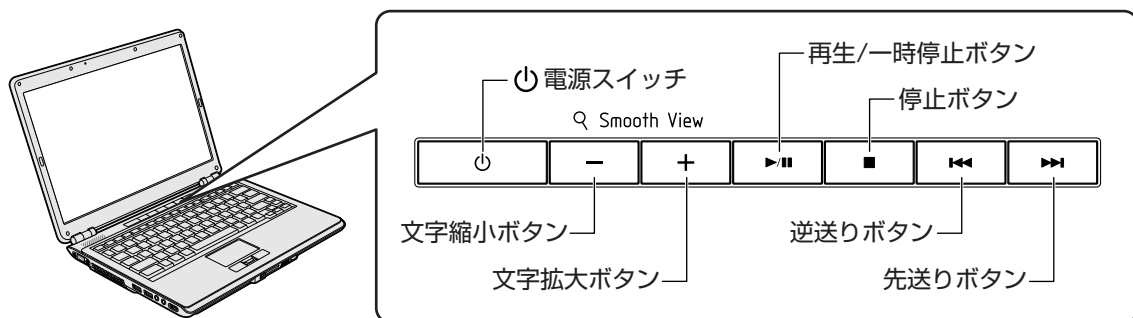 再生/一時停止ボタン
電源スイッチ
停止ボタン
Smooth View
文字縮小ボタン
逆送りボタン
文字拡大ボタン
先送りボタン